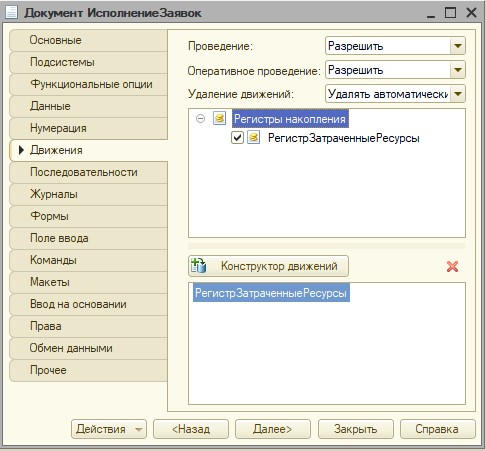 Документ ИсполнениеЗаявок
Основные
Подсистемы
Функциональные опции
Данные
Нумерация
Движения
Последовательности
Журналы
Формы
Поле ввода
Команды
Макеты
Ввод на основании
Права
Обмен данными
Прочее
Проведение: Разрешить
Оперативное проведение: Разрешить
Удаление движений: Удалять автоматически
Регистры накопления
РегистрЗатраченныеРесурсы
Конструктор движений
РегистрЗатраченныеРесурсы
Действия <Назад Далее> Закрыть Справка